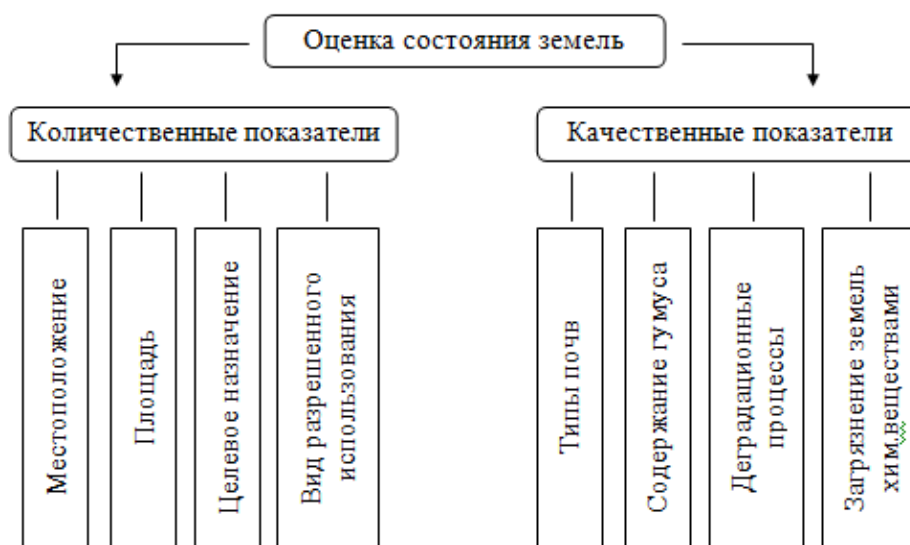 Оценка состояния земель
Количественные показатели
Качественные показатели
Местоположение
Площадь
Целевое назначение
Вид разрешенного
использования
Типы почв
Содержание гумуса
Деградационные
процессы
Загрязнение земель
хим.веществами